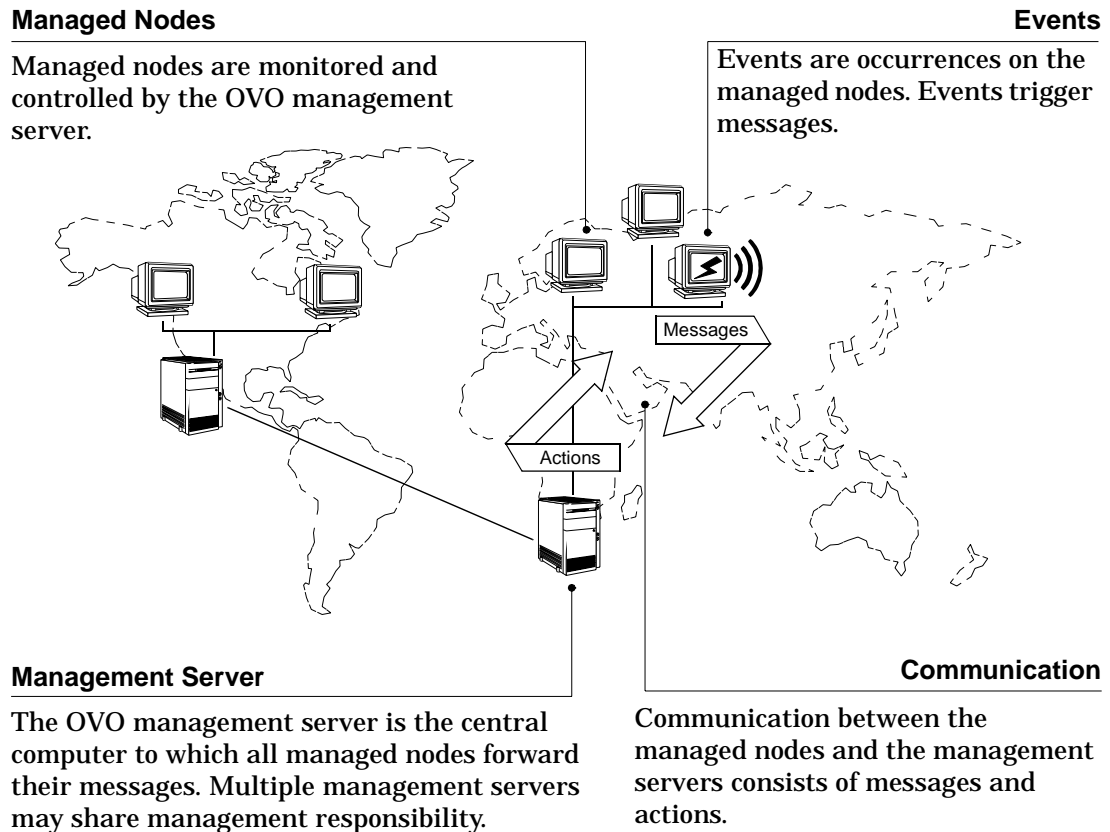 Managed Nodes
Managed nodes are monitored and
controlled by the OVO management
server.
Events
Events are occurrences on the
managed nodes. Events trigger
messages.
Messages
Actions
Management Server
The OVO management server is the central
computer to which all managed nodes forward
their messages. Multiple management servers
may share management responsibility.
Communication
Communication between the
managed nodes and the management
servers consists of messages and
actions.